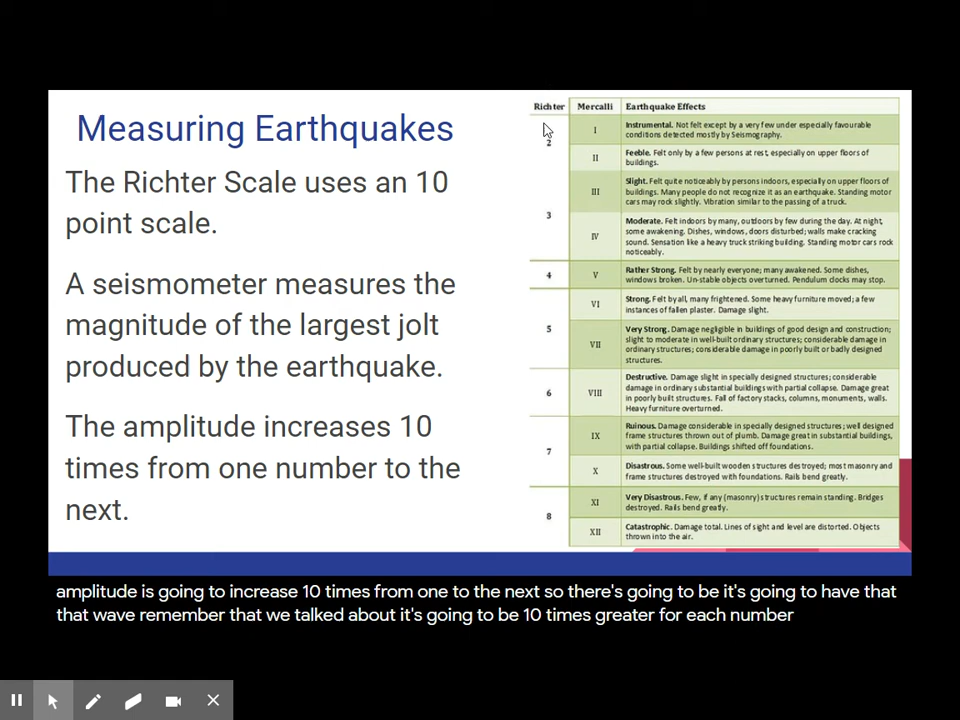 Measuring Earthquakes
The Richter Scale uses an 10
point scale.
A seismometer measures the
magnitude of the largest jolt
produced by the earthquake.
The amplitude increases 10
times from one number to the
next.
Richter Mercalli Earthquake Effects
2
I Instrumental. Not felt except by a very few under especially favourable
conditions detected mostly by Seismography.
II Feeble. Felt only by a few persons at rest, especially on upper floors of
buildings.
3
III Slight. Felt quite noticeably by persons indoors, especially on upper floors of
buildings. Many people do not recognize it as an earthquake. Standing motor
cars may rock slightly. Vibration similar to the passing of a truck.
IV Moderate. Felt indoors by many, outdoors by few during the day. At night,
some awakening. Dishes, windows, doors disturbed; walls make cracking
sound. Sensation like a heavy truck striking building. Standing motor cars rock
noticeably.
4 V Rather Strong. Felt by nearly everyone; many awakened. Some dishes,
windows broken. Un-stable objects overturned. Pendulum clocks may stop.
5
VI Strong. Felt by all, many frightened. Some heavy furniture moved; a few
instances of fallen plaster. Damage slight.
VII Very Strong. Damage negligible in buildings of good design and construction;
slight to moderate in well-built ordinary structures; considerable damage in
ordinary structures; considerable damage in poorly built or badly designed
structures.
6 VIII Destructive. Damage slight in specially designed structures; considerable
damage in ordinary substantial buildings with partial collapse. Damage great
in poorly built structures. Fall of factory stacks, columns, monuments, walls.
Heavy furniture overturned.
7
IX Ruinous. Damage considerable in specially designed structures; well designed
frame structures thrown out of plumb. Damage great in substantial buildings,
with partial collapse. Buildings shifted off foundations.
X Disastrous. Some well-built wooden structures destroyed; most masonry and
frame structures destroyed with foundations. Rails bend greatly.
8
XI Very Disastrous. Few, if any (masonry) structures remain standing. Bridges
destroyed. Rails bend greatly.
XII Catastrophic. Damage total. Lines of sight and level are distorted. Objects
thrown into the air.
amplitude is going to increase 10 times from one to the next so there's going to be it's going to have that
that wave remember that we talked about it's going to be 10 times greater for each number